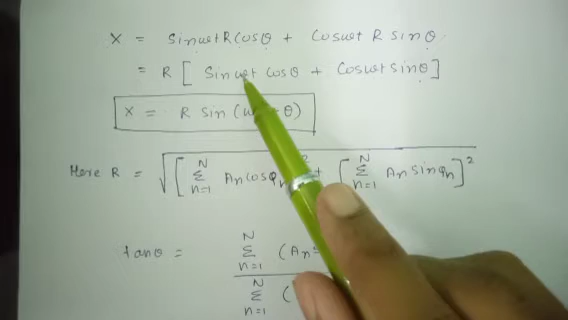 X = Sinωt R Cosθ + Cosωt R Sinθ
= R [ Sinωt Cosθ + Cosωt Sinθ ]
X = R Sin (ω θ)
Here R = √ [ Σ n=1 N An Cosφn ]² + [ Σ n=1 N An Sinφn ]²
tanθ = Σ n=1 N (An S
Σ n=1 N (